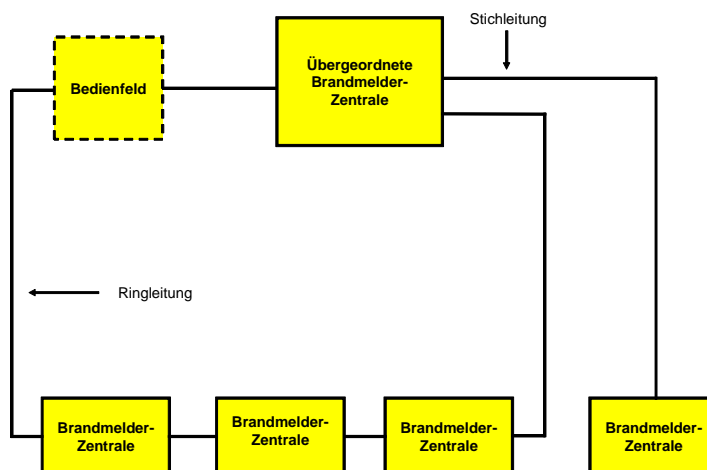 Stichleitung
Bedienfeld
Übergeordnete
Brandmelder-
Zentrale
Ringleitung
Brandmelder-
Zentrale
Brandmelder-
Zentrale
Brandmelder-
Zentrale
Brandmelder-
Zentrale